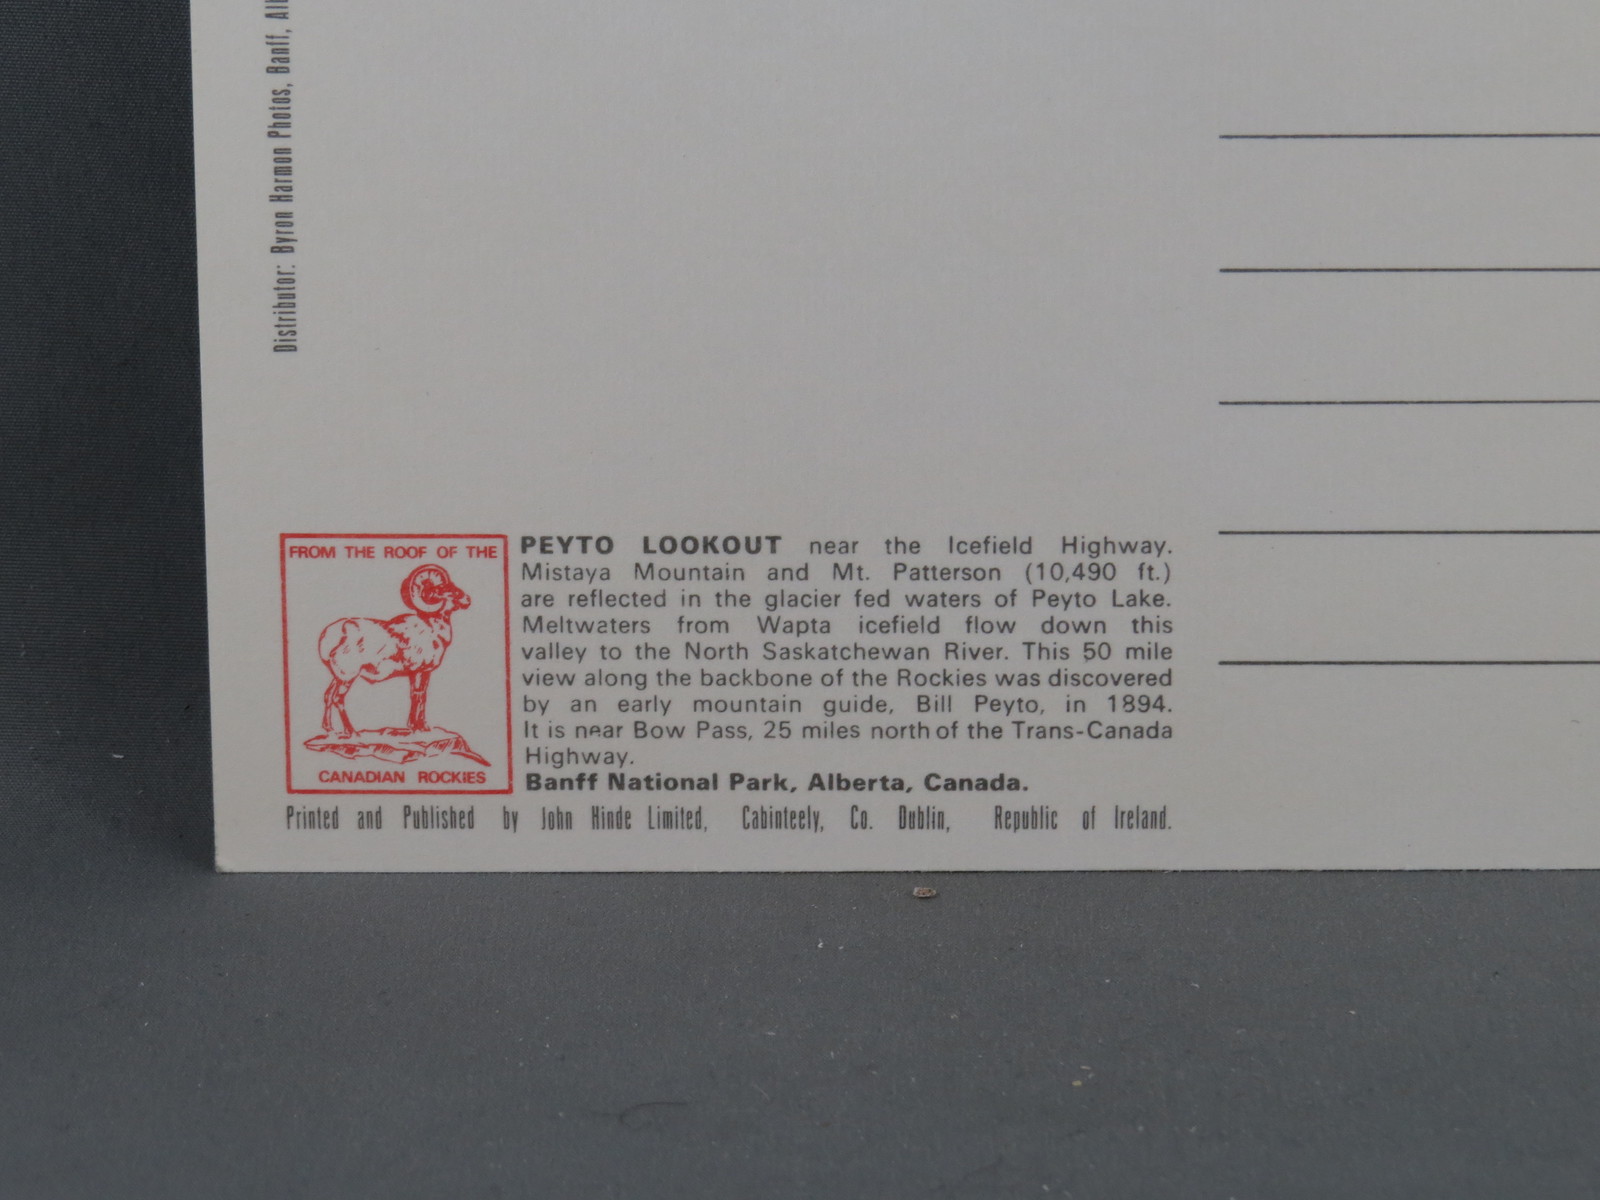 Distributor: Byron Harmon Photos, Banff,
FROM THE ROOF OF THE
CANADIAN ROCKIES
PEYTO LOOKOUT near the Icefield Highway.
Mistaya Mountain and Mt. Patterson (10,490 ft.)
are reflected in the glacier fed waters of Peyto Lake.
Meltwaters from Wapta icefield flow down this
valley to the North Saskatchewan River. This 50 mile
view along the backbone of the Rockies was discovered
by an early mountain guide, Bill Peyto, in 1894.
It is near Bow Pass, 25 miles north of the Trans-Canada
Highway.
Banff National Park, Alberta, Canada.
Printed and Published by John Hinde Limited, Cabinteely, Co. Dublin, Republic of Ireland.